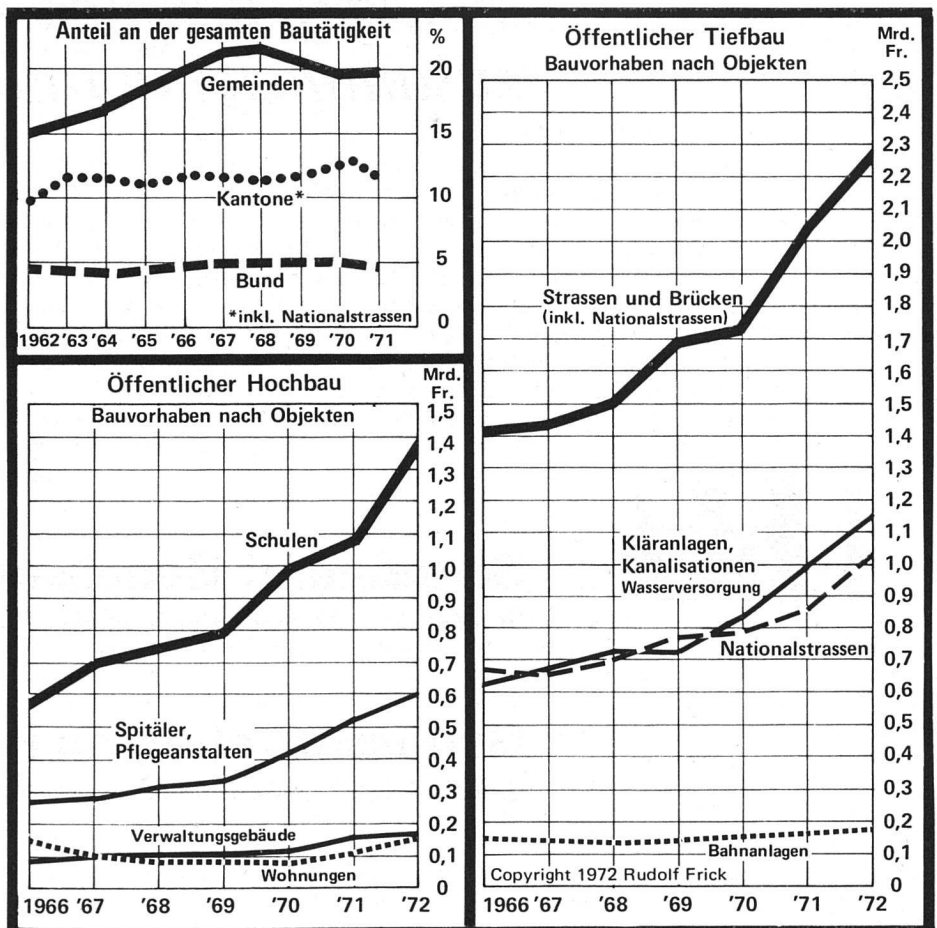 Anteil an der gesamten Bautätigkeit
%
20
15
10
5
0
Gemeinden
Kantone*
Bund
*inkl. Nationalstrassen
1962 '63 '64 '65 '66 '67 '68 '69 '70 '71
Öffentlicher Hochbau
Bauvorhaben nach Objekten
Mrd.
Fr.
1,5
1,4
1,3
1,2
1,1
1,0
0,9
0,8
0,7
0,6
0,5
0,4
0,3
0,2
0,1
0
Schulen
Spitäler,
Pflegeanstalten
Verwaltungsgebäude
Wohnungen
1966 '67 '68 '69 '70 '71 '72
Öffentlicher Tiefbau
Bauvorhaben nach Objekten
Mrd.
Fr.
2,5
2,4
2,3
2,2
2,1
2,0
1,9
1,8
1,7
1,6
1,5
1,4
1,3
1,2
1,1
1,0
0,9
0,8
0,7
0,6
0,5
0,4
0,3
0,2
0,1
0
Strassen und Brücken
(inkl. Nationalstrassen)
Kläranlagen,
Kanalisationen
Wasserversorgung
Nationalstrassen
Bahnanlagen
Copyright 1972 Rudolf Frick
1966 '67 '68 '69 '70 '71 '72